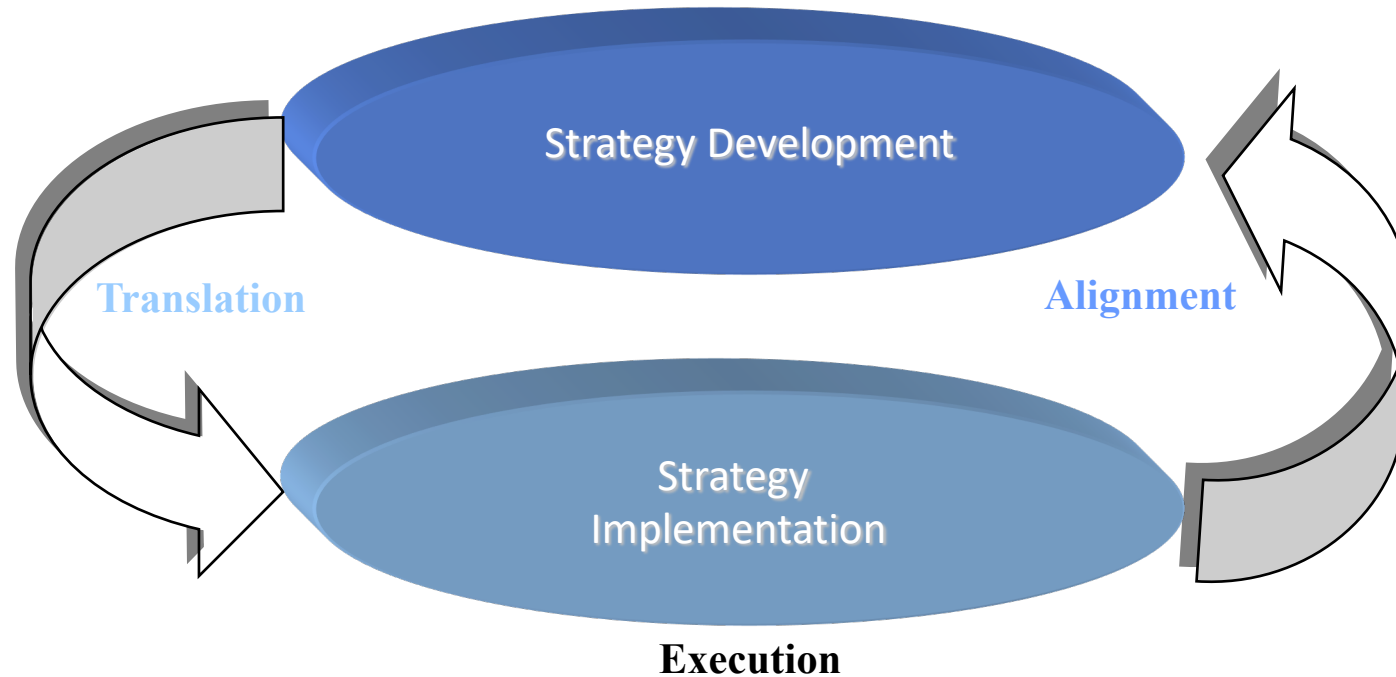 Strategy Development
Translation
Alignment
Strategy
Implementation
Execution